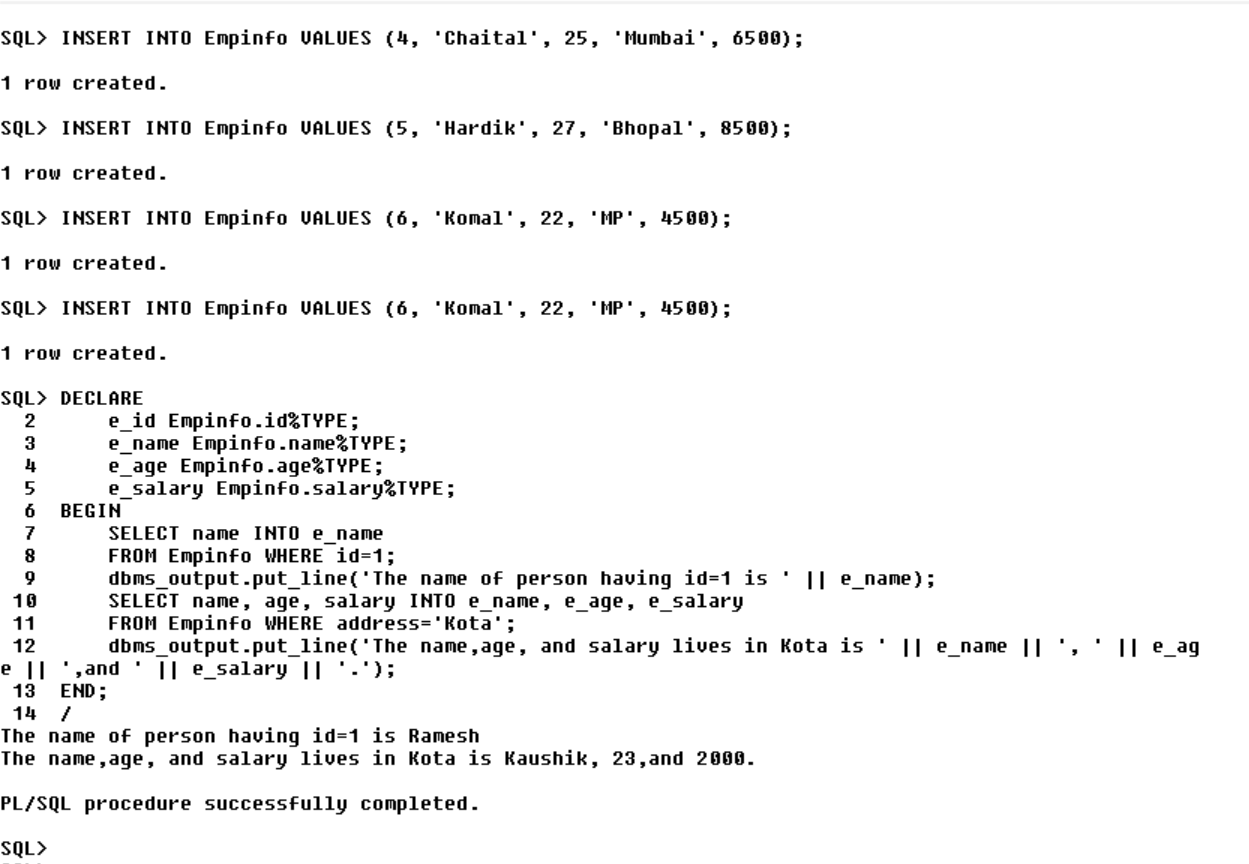 SQL> INSERT INTO Empinfo VALUES (4, 'Chaital', 25, 'Mumbai', 6500);
1 row created.
SQL> INSERT INTO Empinfo VALUES (5, 'Hardik', 27, 'Bhopal', 8500);
1 row created.
SQL> INSERT INTO Empinfo VALUES (6, 'Komal', 22, 'MP', 4500);
1 row created.
SQL> INSERT INTO Empinfo VALUES (6, 'Komal', 22, 'MP', 4500);
1 row created.
SQL> DECLARE
2 e_id Empinfo.id%TYPE;
3 e_name Empinfo.name%TYPE;
4 e_age Empinfo.age%TYPE;
5 e_salary Empinfo.salary%TYPE;
6 BEGIN
7 SELECT name INTO e_name
8 FROM Empinfo WHERE id=1;
9 dbms_output.put_line('The name of person having id=1 is ' || e_name);
10 SELECT name, age, salary INTO e_name, e_age, e_salary
11 FROM Empinfo WHERE address='Kota';
12 dbms_output.put_line('The name,age, and salary lives in Kota is ' || e_name || ', ' || e_ag
e || ',and ' || e_salary || '.');
13 END;
14 /
The name of person having id=1 is Ramesh
The name,age, and salary lives in Kota is Kaushik, 23,and 2000.
PL/SQL procedure successfully completed.
SQL>